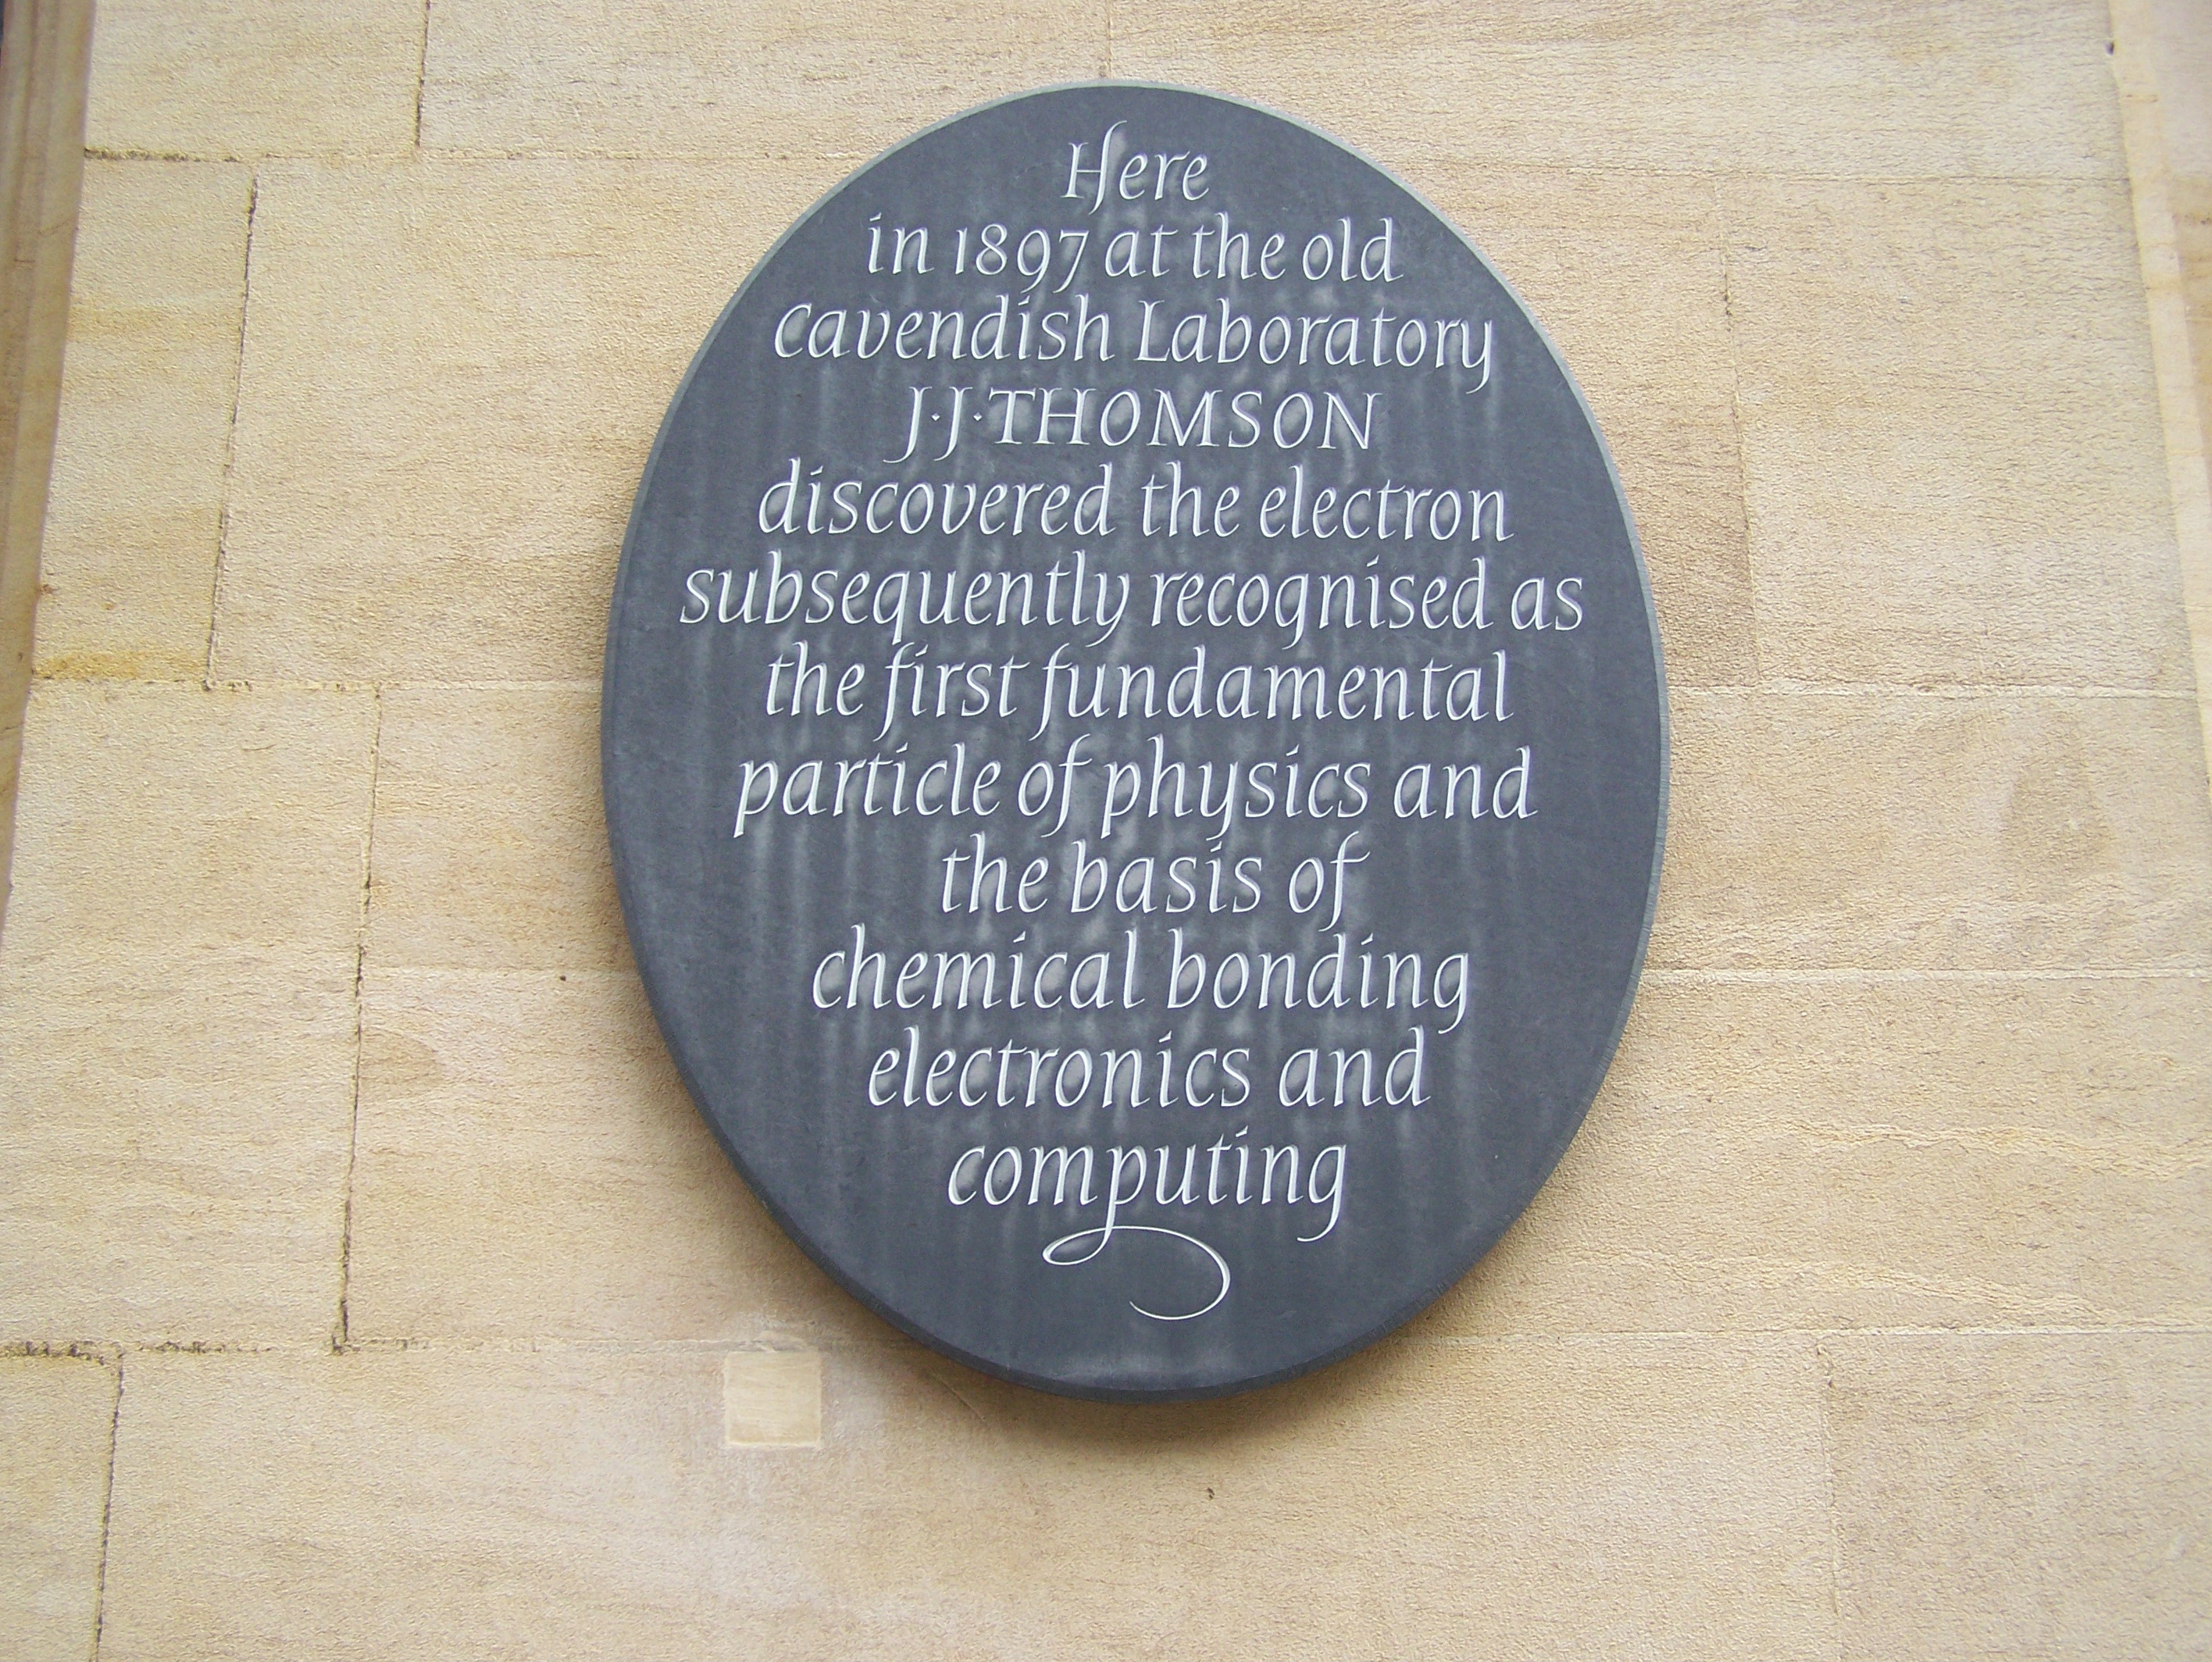 Here
in 1897 at the old
Cavendish Laboratory
J·J·THOMSON
discovered the electron
subsequently recognised as
the first fundamental
particle of physics and
the basis of
chemical bonding
electronics and
computing